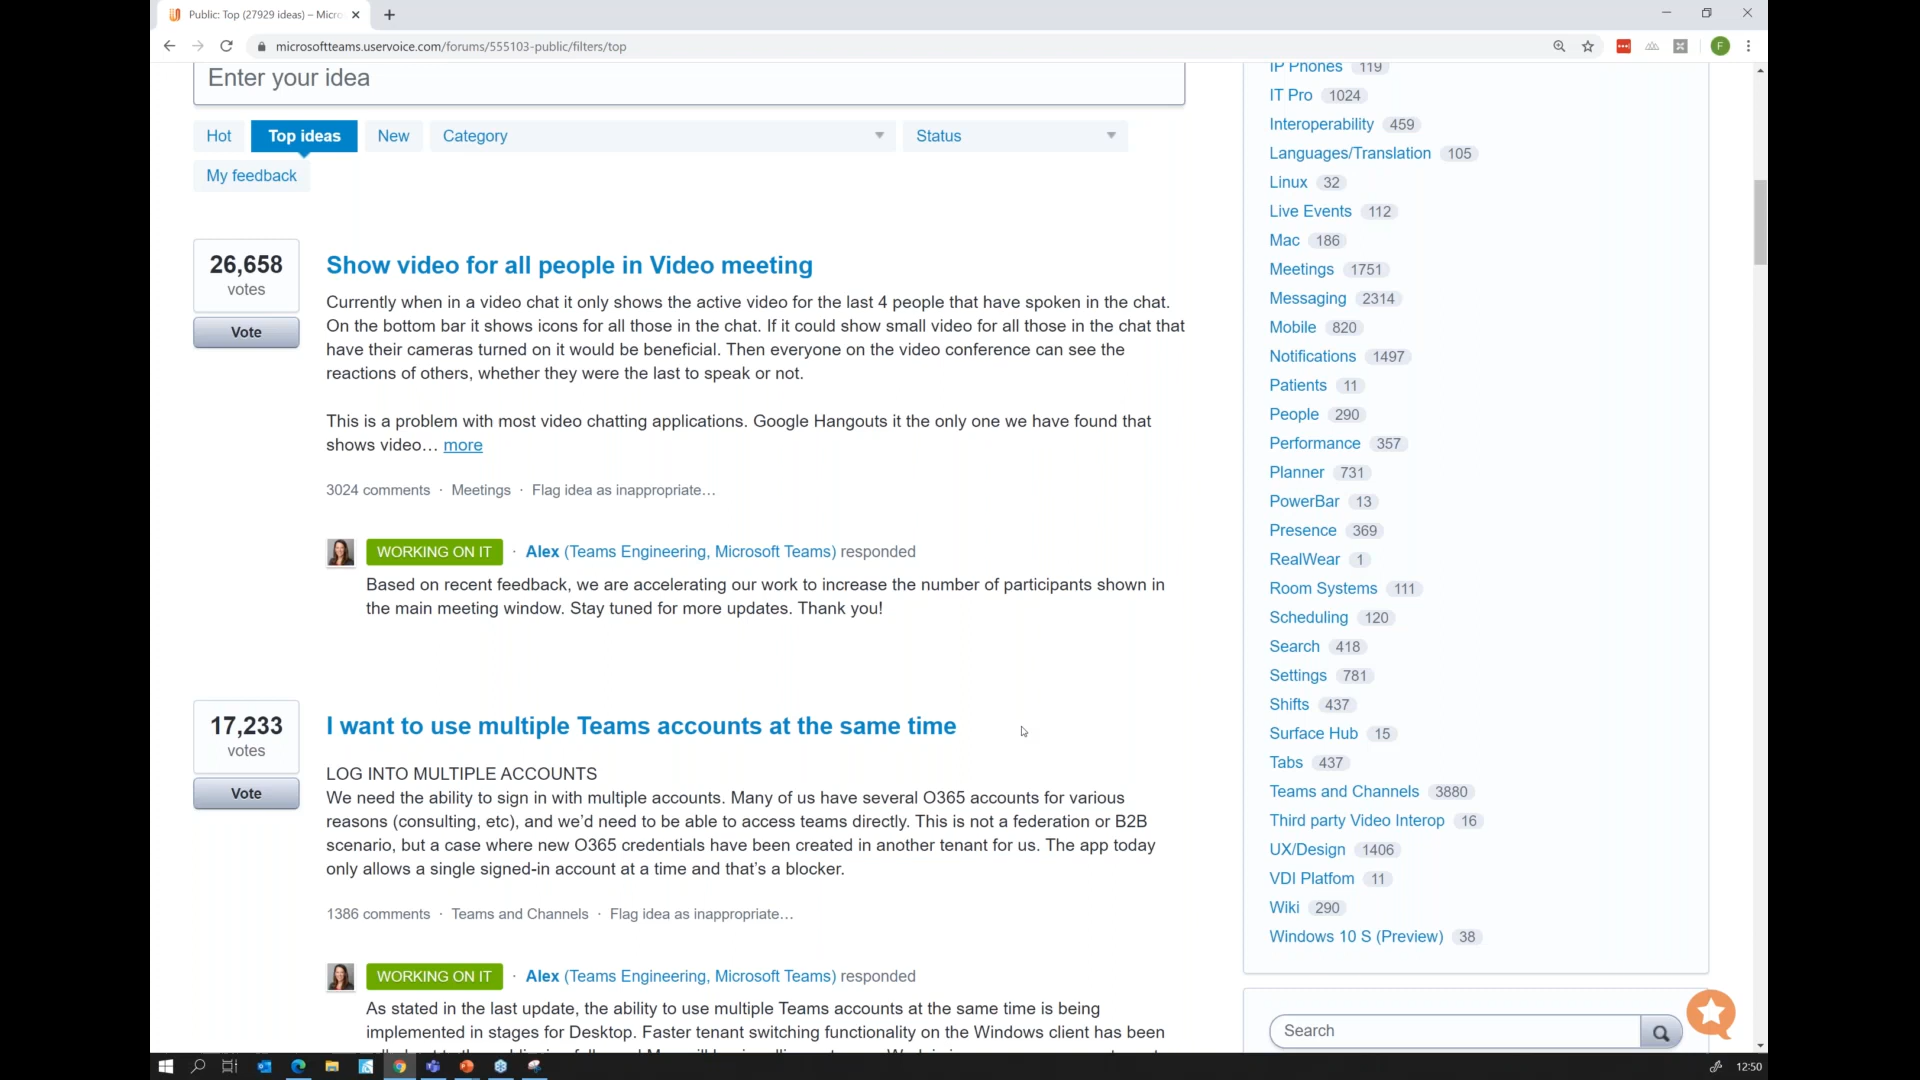 Public: Top (27929 ideas) – Micro
microsoftteams.uservoice.com/forums/555103-public/filters/top
F
Enter your idea
Hot
Top ideas
New
Category
Status
My feedback
26,658
votes
Vote
Show video for all people in Video meeting
Currently when in a video chat it only shows the active video for the last 4 people that have spoken in the chat.
On the bottom bar it shows icons for all those in the chat. If it could show small video for all those in the chat that
have their cameras turned on it would be beneficial. Then everyone on the video conference can see the
reactions of others, whether they were the last to speak or not.
This is a problem with most video chatting applications. Google Hangouts it the only one we have found that
shows video… more
3024 comments · Meetings · Flag idea as inappropriate…
WORKING ON IT · Alex (Teams Engineering, Microsoft Teams) responded
Based on recent feedback, we are accelerating our work to increase the number of participants shown in
the main meeting window. Stay tuned for more updates. Thank you!
17,233
votes
Vote
I want to use multiple Teams accounts at the same time
LOG INTO MULTIPLE ACCOUNTS
We need the ability to sign in with multiple accounts. Many of us have several O365 accounts for various
reasons (consulting, etc), and we’d need to be able to access teams directly. This is not a federation or B2B
scenario, but a case where new O365 credentials have been created in another tenant for us. The app today
only allows a single signed-in account at a time and that’s a blocker.
1386 comments · Teams and Channels · Flag idea as inappropriate…
WORKING ON IT · Alex (Teams Engineering, Microsoft Teams) responded
As stated in the last update, the ability to use multiple Teams accounts at the same time is being
implemented in stages for Desktop. Faster tenant switching functionality on the Windows client has been
IP Phones 119
IT Pro 1024
Interoperability 459
Languages/Translation 105
Linux 32
Live Events 112
Mac 186
Meetings 1751
Messaging 2314
Mobile 820
Notifications 1497
Patients 11
People 290
Performance 357
Planner 731
PowerBar 13
Presence 369
RealWear 1
Room Systems 111
Scheduling 120
Search 418
Settings 781
Shifts 437
Surface Hub 15
Tabs 437
Teams and Channels 3880
Third party Video Interop 16
UX/Design 1406
VDI Platfom 11
Wiki 290
Windows 10 S (Preview) 38
Search
12:50